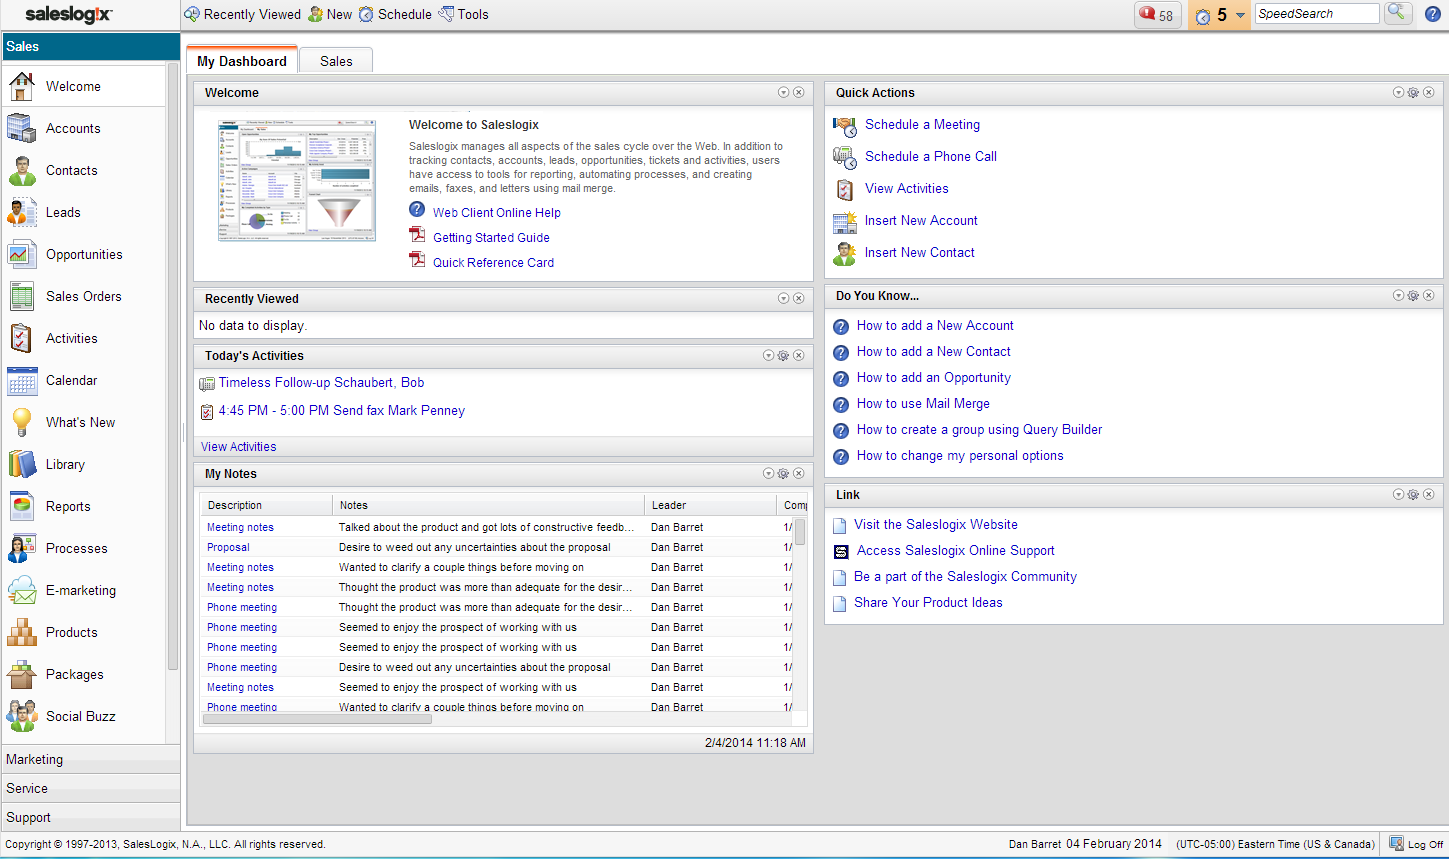 saleslogix
Recently Viewed New Schedule Tools
58 5 SpeedSearch
Sales
Welcome
Accounts
Contacts
Leads
Opportunities
Sales Orders
Activities
Calendar
What's New
Library
Reports
Processes
E-marketing
Products
Packages
Social Buzz
Marketing
Service
Support
My Dashboard Sales
Welcome
Welcome to Saleslogix
Saleslogix manages all aspects of the sales cycle over the Web. In addition to
tracking contacts, accounts, leads, opportunities, tickets and activities, users
have access to tools for reporting, automating processes, and creating
emails, faxes, and letters using mail merge.
Web Client Online Help
Getting Started Guide
Quick Reference Card
Recently Viewed
No data to display.
Today's Activities
Timeless Follow-up Schaubert, Bob
4:45 PM - 5:00 PM Send fax Mark Penney
View Activities
My Notes
Description Notes Leader Comp
Meeting notes Talked about the product and got lots of constructive feedb... Dan Barret 1/
Proposal Desire to weed out any uncertainties about the proposal Dan Barret 1/
Meeting notes Wanted to clarify a couple things before moving on Dan Barret 1/
Meeting notes Thought the product was more than adequate for the desir... Dan Barret 1/
Phone meeting Thought the product was more than adequate for the desir... Dan Barret 1/
Phone meeting Seemed to enjoy the prospect of working with us Dan Barret 1/
Phone meeting Seemed to enjoy the prospect of working with us Dan Barret 1/
Phone meeting Desire to weed out any uncertainties about the proposal Dan Barret 1/
Meeting notes Seemed to enjoy the prospect of working with us Dan Barret 1/
Phone meeting Wanted to clarify a couple things before moving on Dan Barret 1/
2/4/2014 11:18 AM
Quick Actions
Schedule a Meeting
Schedule a Phone Call
View Activities
Insert New Account
Insert New Contact
Do You Know...
How to add a New Account
How to add a New Contact
How to add an Opportunity
How to use Mail Merge
How to create a group using Query Builder
How to change my personal options
Link
Visit the Saleslogix Website
Access Saleslogix Online Support
Be a part of the Saleslogix Community
Share Your Product Ideas
Copyright © 1997-2013, SalesLogix, N.A., LLC. All rights reserved.
Dan Barret 04 February 2014 (UTC-05:00) Eastern Time (US & Canada) Log Off